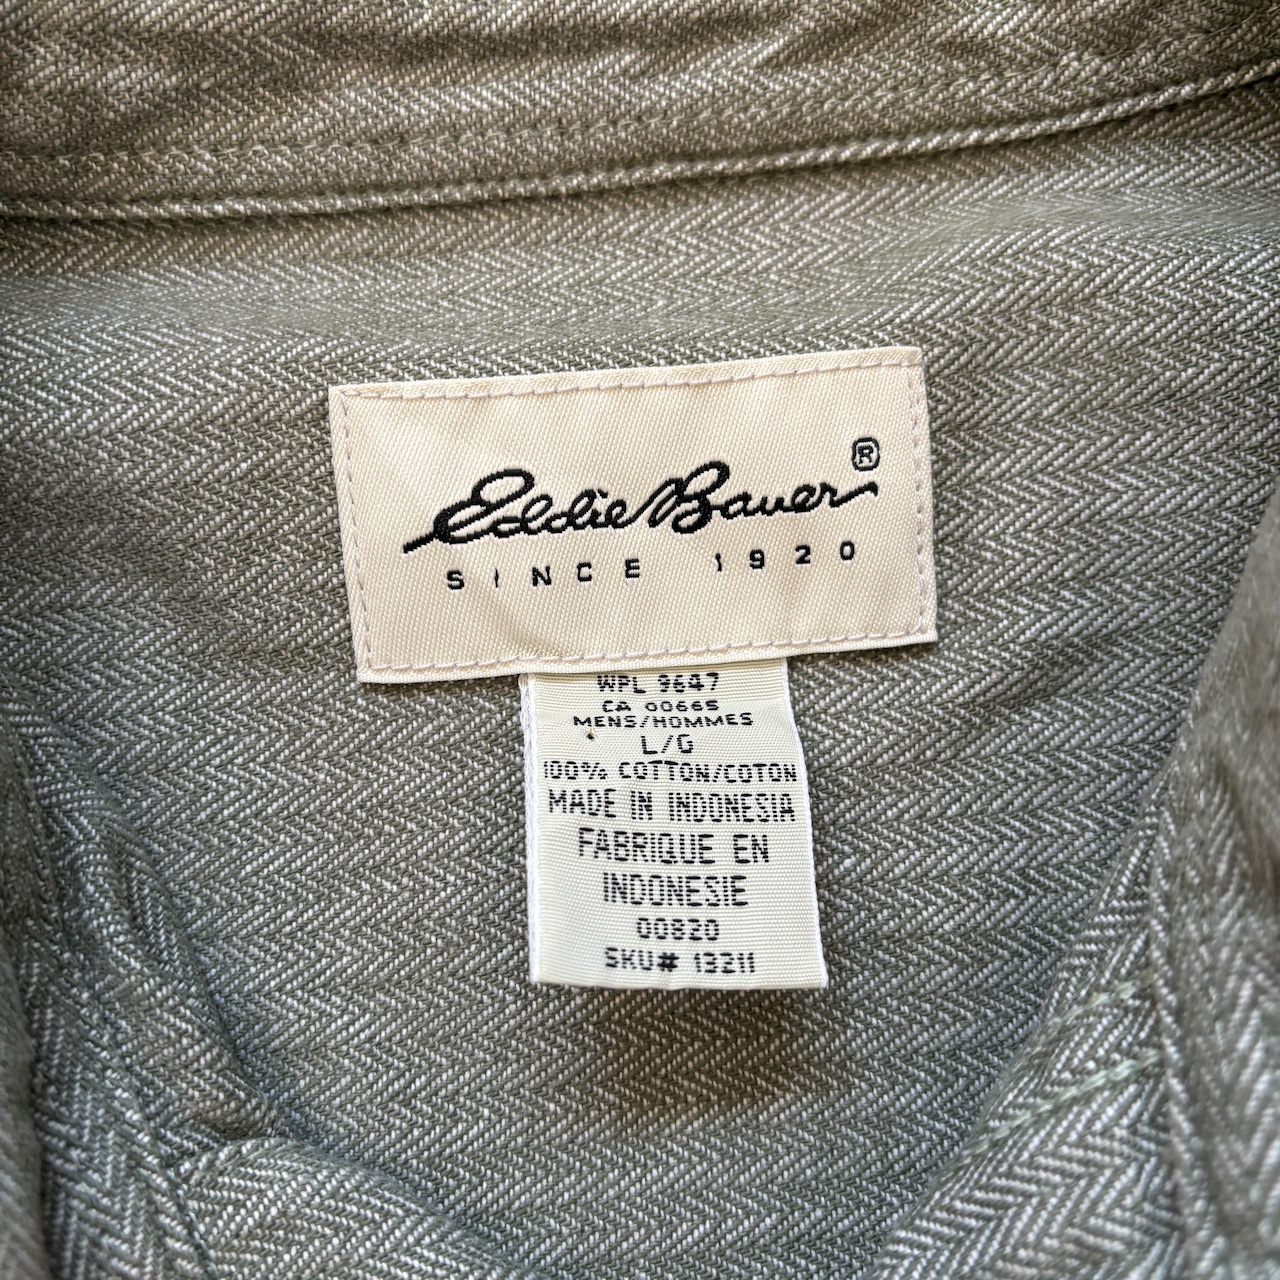 Eddie Bauer®
SINCE 1920
WPL 9647
CA 00665
MENS/HOMMES
L/G
100% COTTON/COTON
MADE IN INDONESIA
FABRIQUE EN
INDONESIE
00820
SKU# 13211